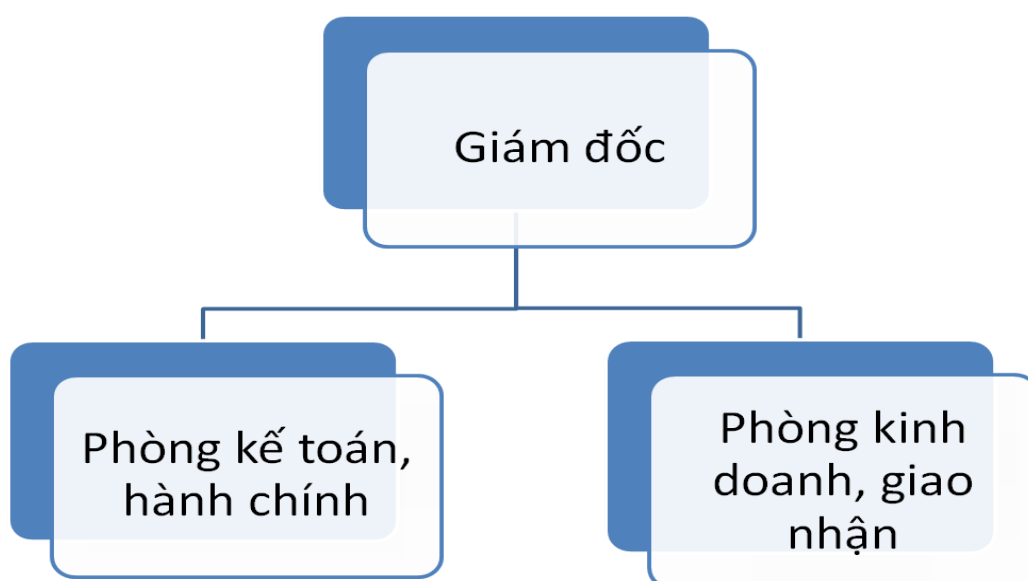 Giám đốc
Phòng kế toán,
hành chính
Phòng kinh
doanh, giao
nhận